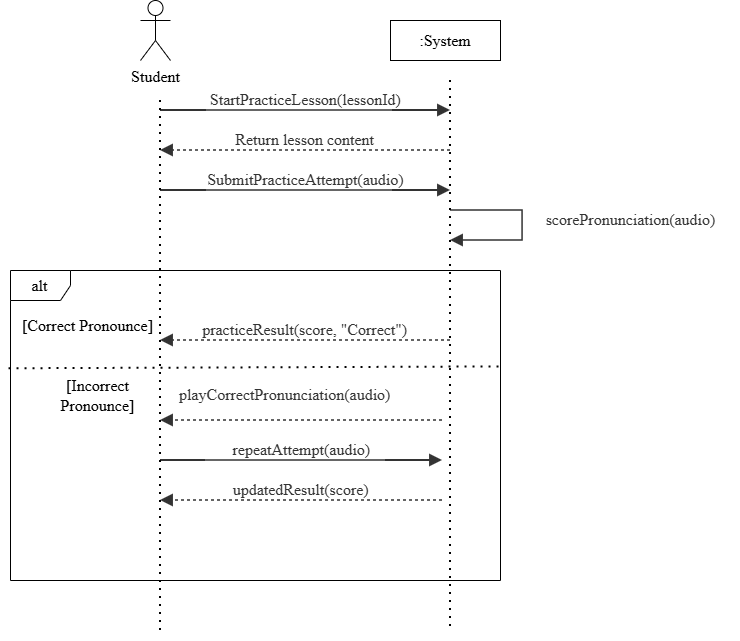 :System
Student
StartPracticeLesson(lessonId)
Return lesson content
SubmitPracticeAttempt(audio)
scorePronunciation(audio)
alt
[Correct Pronounce]
practiceResult(score, "Correct")
[Incorrect
Pronounce]
playCorrectPronunciation(audio)
repeatAttempt(audio)
updatedResult(score)